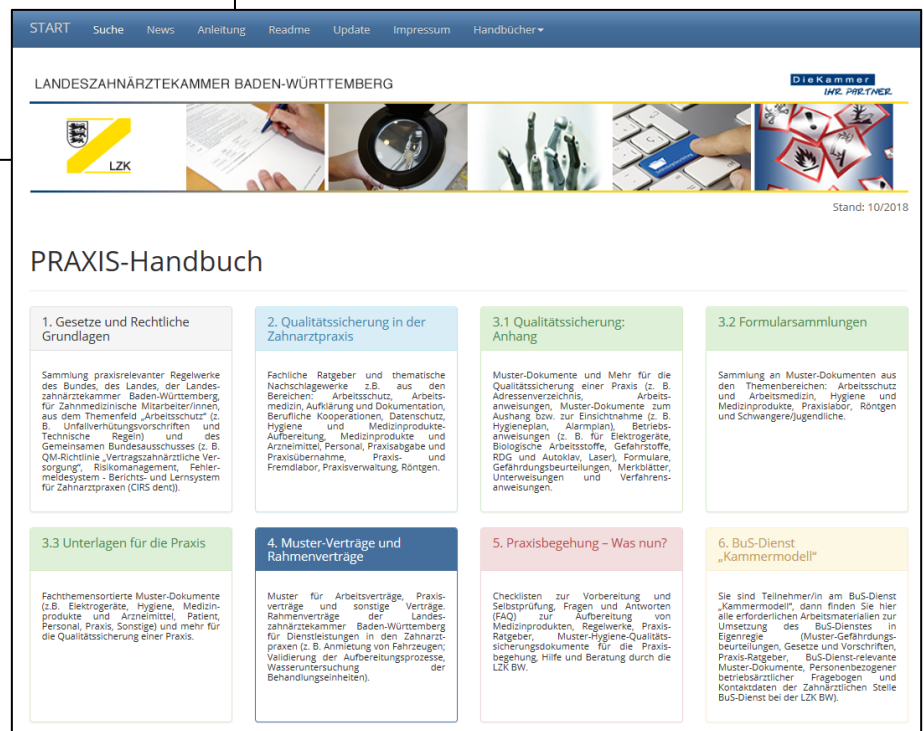 START Suche News Anleitung Readme Update Impressum Handbücher
LANDESZAHNÄRZTEKAMMER BADEN-WÜRTTEMBERG
DieKammer
IHR PARTNER
LZK
Stand: 10/2018
PRAXIS-Handbuch
1. Gesetze und Rechtliche
Grundlagen
Sammlung praxisrelevanter Regelwerke
des Bundes, des Landes, der Landes-
zahnärztekammer Baden-Württemberg,
für Zahnmedizinische Mitarbeiter/innen,
aus dem Themenfeld „Arbeitsschutz“ (z.
B. Unfallverhütungsvorschriften und
Technische Regeln) und des
Gemeinsamen Bundesausschusses (z. B.
QM-Richtlinie „Vertragszahnärztliche Ver-
sorgung“, Risikomanagement, Fehler-
meldesystem - Berichts- und Lernsystem
für Zahnarztpraxen (CIRS dent)).
2. Qualitätssicherung in der
Zahnarztpraxis
Fachliche Ratgeber und thematische
Nachschlagewerke z.B. aus den
Bereichen: Arbeitsschutz, Arbeits-
medizin, Aufklärung und Dokumentation,
Berufliche Kooperationen, Datenschutz,
Hygiene und Medizinprodukte-
Aufbereitung, Medizinprodukte und
Arzneimittel, Personal, Praxisabgabe und
Praxisübernahme, Praxis- und
Fremdlabor, Praxisverwaltung, Röntgen.
3.1 Qualitätssicherung:
Anhang
Muster-Dokumente und Mehr für die
Qualitätssicherung einer Praxis (z. B.
Adressenverzeichnis, Arbeits-
anweisungen, Muster-Dokumente zum
Aushang bzw. zur Einsichtnahme (z. B.
Hygieneplan, Alarmplan), Betriebs-
anweisungen (z. B. für Elektrogeräte,
Biologische Arbeitsstoffe, Gefahrstoffe,
RDG und Autoklav, Laser), Formulare,
Gefährdungsbeurteilungen, Merkblätter,
Unterweisungen und Verfahrens-
anweisungen.
3.2 Formularsammlungen
Sammlung an Muster-Dokumenten aus
den Themenbereichen: Arbeitsschutz
und Arbeitsmedizin, Hygiene und
Medizinprodukte, Praxislabor, Röntgen
und Schwangere/Jugendliche.
3.3 Unterlagen für die Praxis
Fachthemensortierte Muster-Dokumente
(z.B. Elektrogeräte, Hygiene, Medizin-
produkte und Arzneimittel, Patient,
Personal, Praxis, Sonstige) und mehr für
die Qualitätssicherung einer Praxis.
4. Muster-Verträge und
Rahmenverträge
Muster für Arbeitsverträge, Praxis-
verträge und sonstige Verträge.
Rahmenverträge der Landes-
zahnärztekammer Baden-Württemberg
für Dienstleistungen in den Zahnarzt-
praxen (z. B. Anmietung von Fahrzeugen;
Validierung der Aufbereitungsprozesse,
Wasseruntersuchung der
Behandlungseinheiten).
5. Praxisbegehung – Was nun?
Checklisten zur Vorbereitung und
Selbstprüfung, Fragen und Antworten
(FAQ) zur Aufbereitung von
Medizinprodukten, Regelwerke, Praxis-
Ratgeber, Muster-Hygiene-Qualitäts-
sicherungsdokumente für die Praxis-
begehung, Hilfe und Beratung durch die
LZK BW.
6. BuS-Dienst
„Kammermodell“
Sie sind Teilnehmer/in am BuS-Dienst
„Kammermodell“, dann finden Sie hier
alle erforderlichen Arbeitsmaterialien zur
Umsetzung des BuS-Dienstes in
Eigenregie (Muster-Gefährdungs-
beurteilungen, Gesetze und Vorschriften,
Praxis-Ratgeber, BuS-Dienst-relevante
Muster-Dokumente, Personenbezogener
betriebsärztlicher Fragebogen und
Kontaktdaten der Zahnärztlichen Stelle
BuS-Dienst bei der LZK BW).